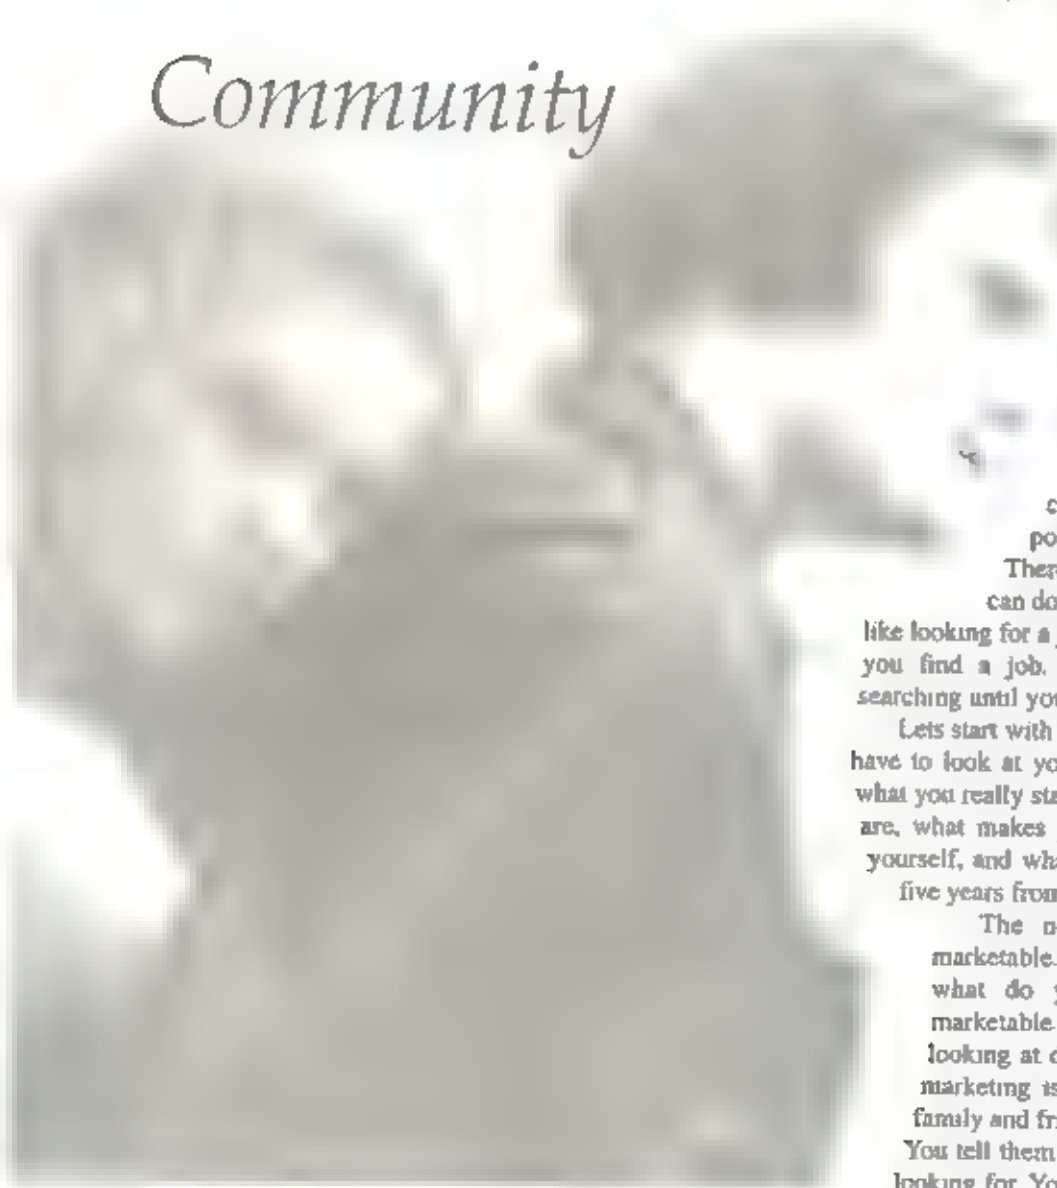 Community
c
po
Ther
can do
like looking for a
you find a job.
searching until you
Lets start with
have to look at yo
what you really sta
are, what makes
yourself, and wha
five years from
The n
marketable.
what do y
marketable
looking at c
marketing is
family and fr
You tell them
looking for. Yo